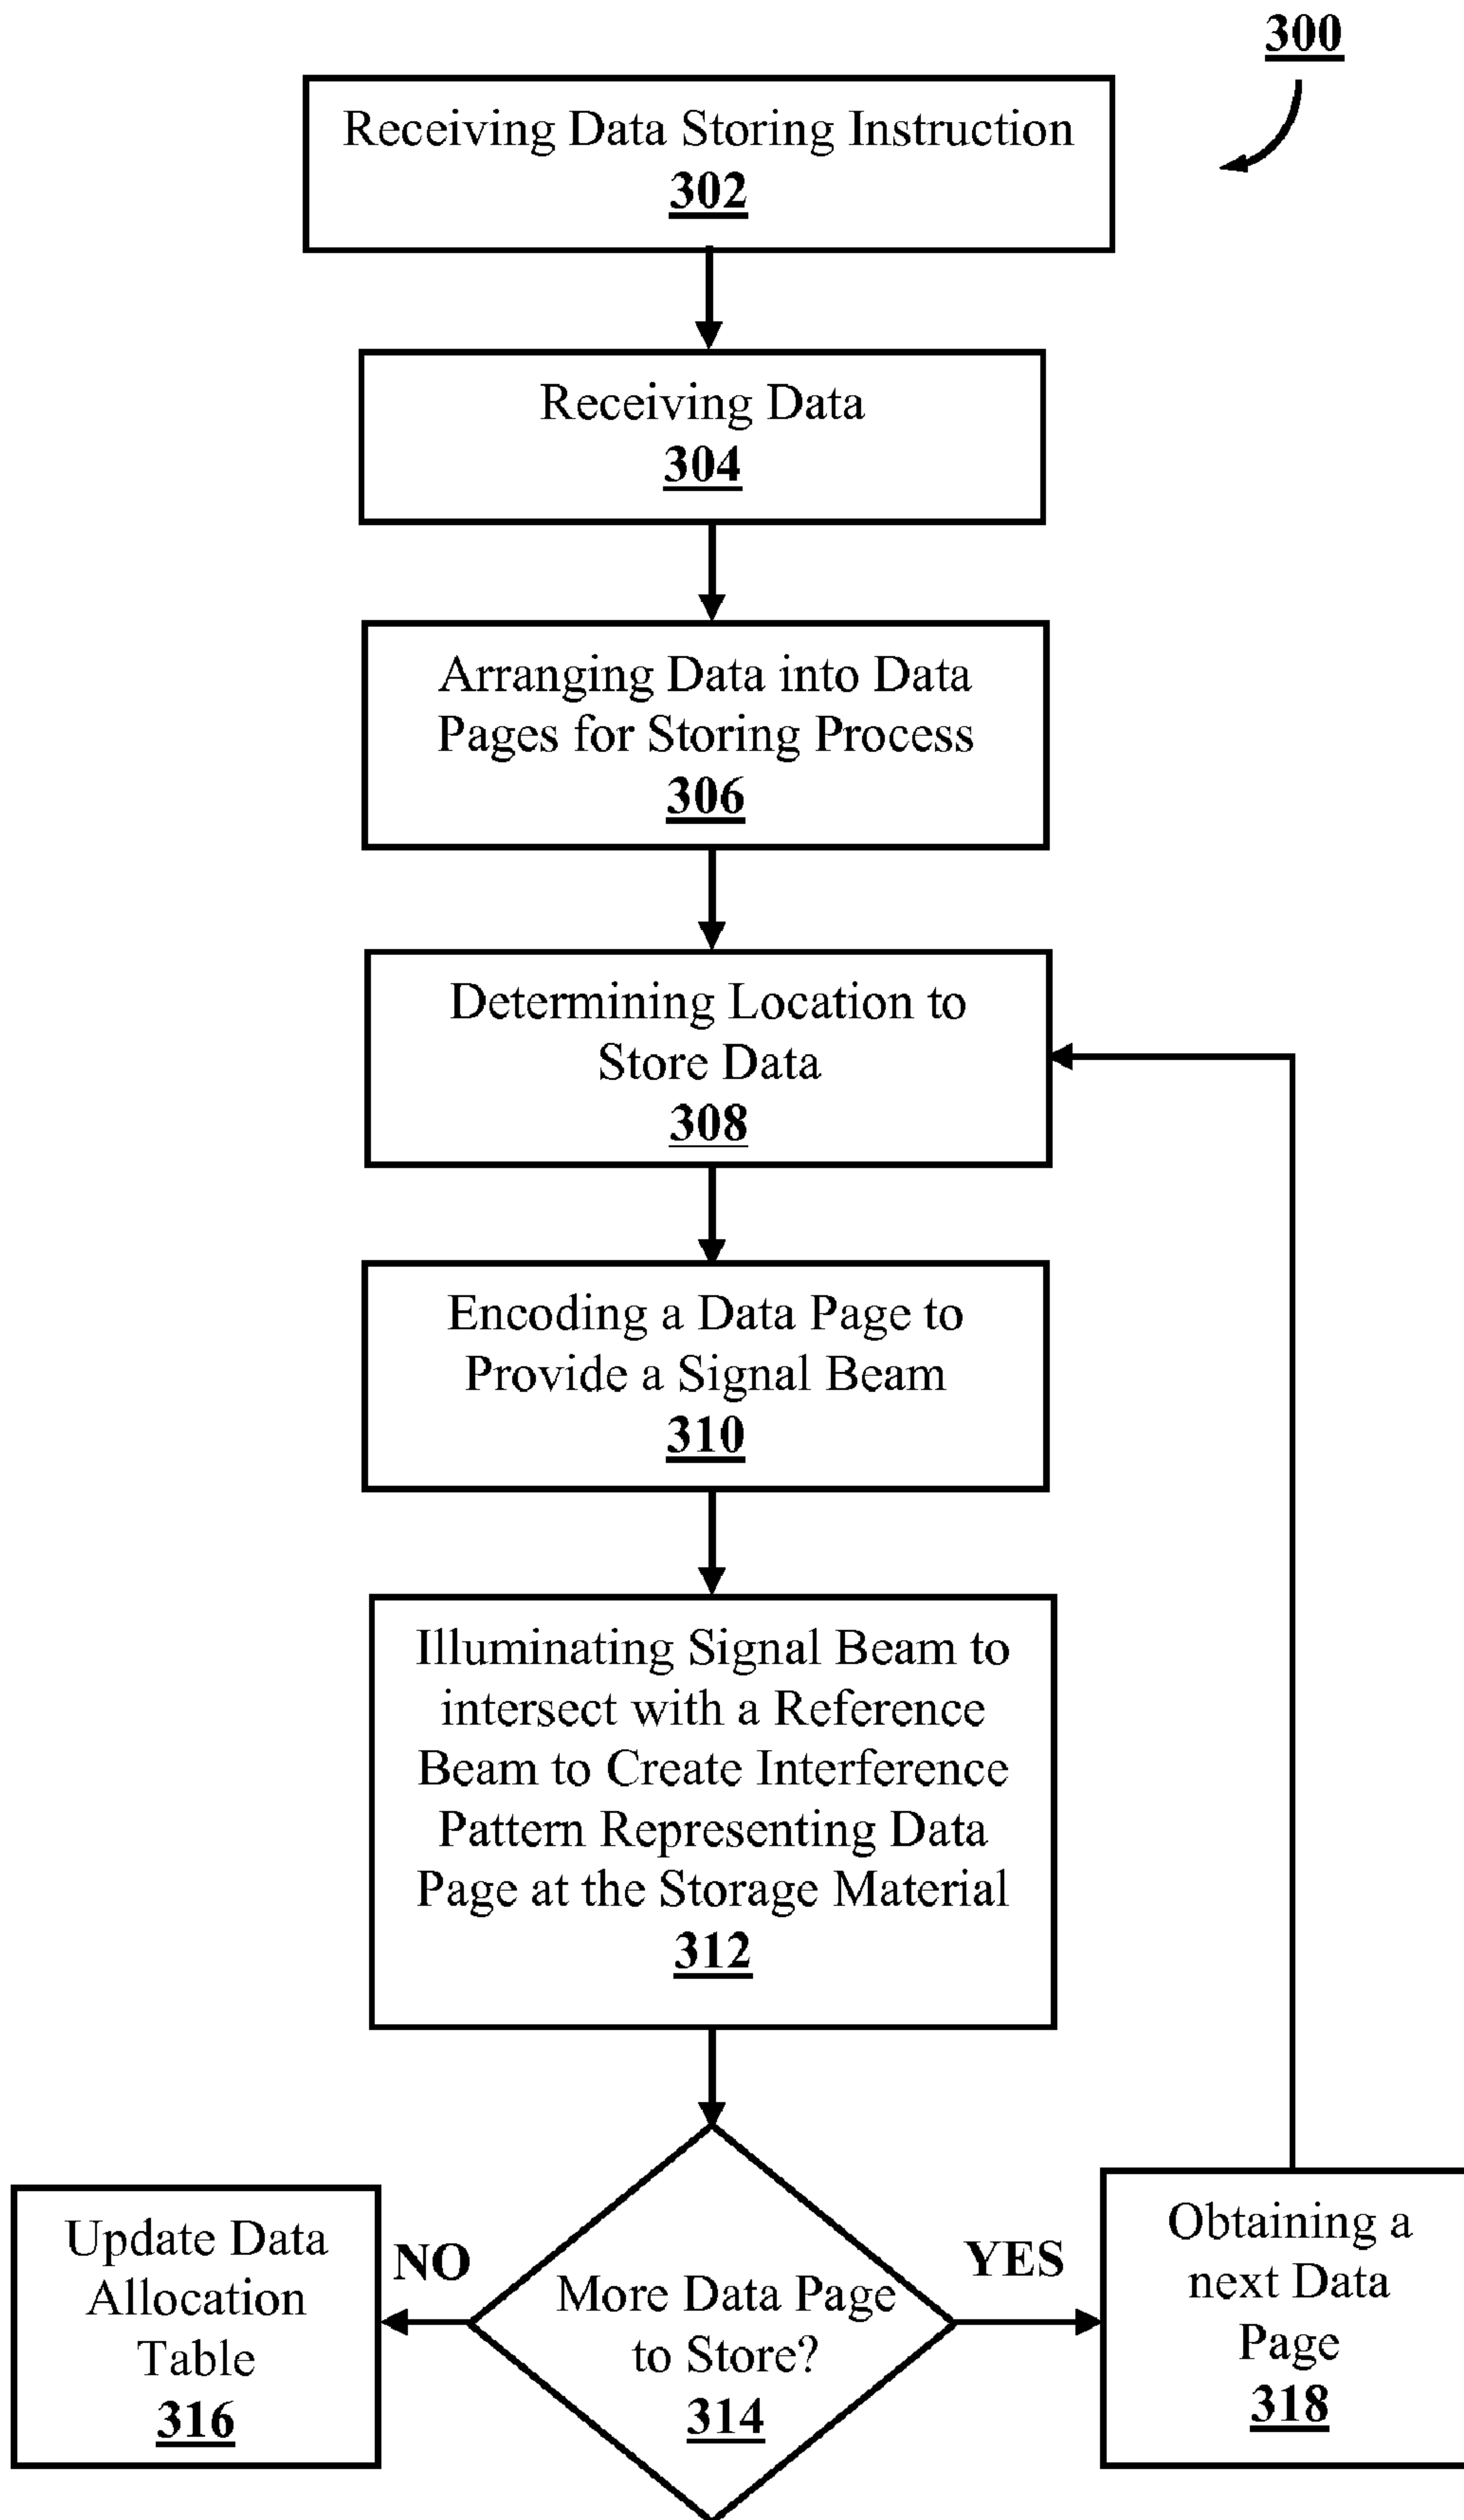 300
Receiving Data Storing Instruction
302
Receiving Data
304
Arranging Data into Data
Pages for Storing Process
306
Determining Location to
Store Data
308
Encoding a Data Page to
Provide a Signal Beam
310
Illuminating Signal Beam to
intersect with a Reference
Beam to Create Interference
Pattern Representing Data
Page at the Storage Material
312
More Data Page
to Store?
314
NO
Update Data
Allocation
Table
316
YES
Obtaining a
next Data
Page
318